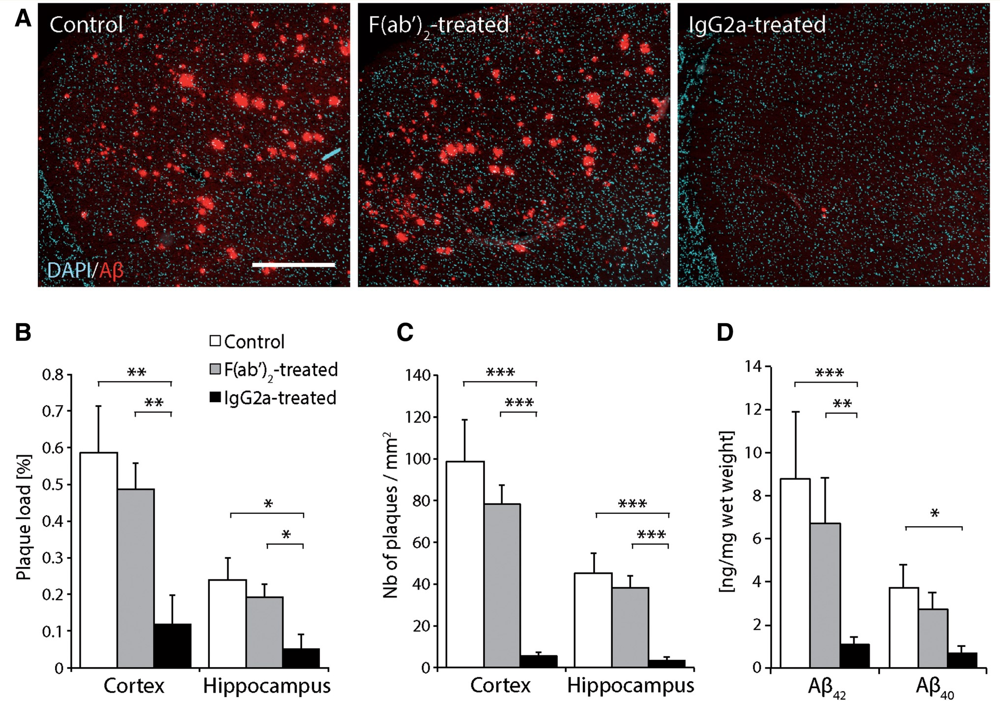 A
Control
F(ab’)2-treated
IgG2a-treated
DAPI/Aβ
B
Control
F(ab’)2-treated
IgG2a-treated
Plaque load [%]
0.8
0.7
0.6
0.5
0.4
0.3
0.2
0.1
0
**
**
*
*
Cortex
Hippocampus
C
Nb of plaques / mm2
140
120
100
80
60
40
20
0
***
***
***
***
Cortex
Hippocampus
D
[ng/mg wet weight]
14
12
10
8
6
4
2
0
***
**
*
Aβ42
Aβ40